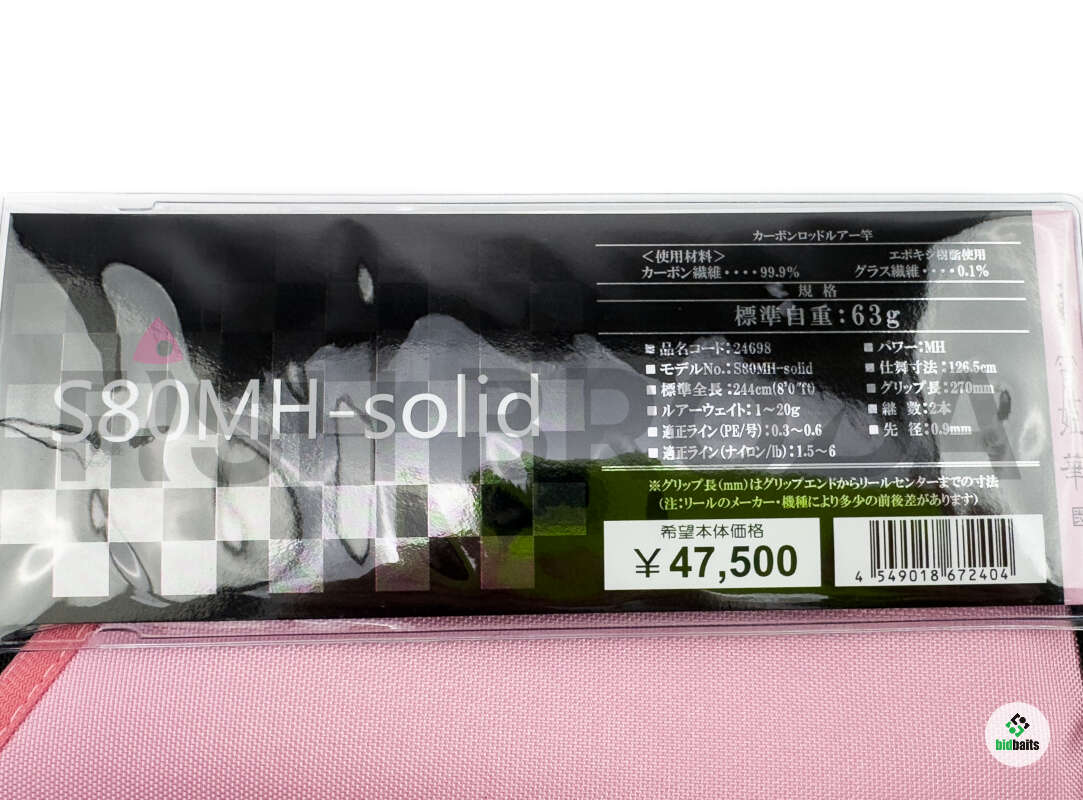 カーボンロッドルアー竿
＜使用材料＞ エポキシ樹脂使用
カーボン繊維・・・・99.9% グラス繊維・・・・0.1%
規 格
標準自重：63g
■品名コード：24698 ■パワー：MH
■モデルNo.：S80MH-solid ■仕舞寸法：126.5cm
■標準全長：244cm(8'0"ft) ■グリップ長：270mm
■ルアーウェイト：1～20g ■継 数：2本
■適正ライン(PE/号)：0.3～0.6 ■先 径：0.9mm
■適正ライン(ナイロン/lb)：1.5～6
※グリップ長(mm)はグリップエンドからリールセンターまでの寸法
(注：リールのメーカー・機種により多少の前後差があります)
希望本体価格
￥47,500
4 549018 672404
S80MH-solid
bidbaits